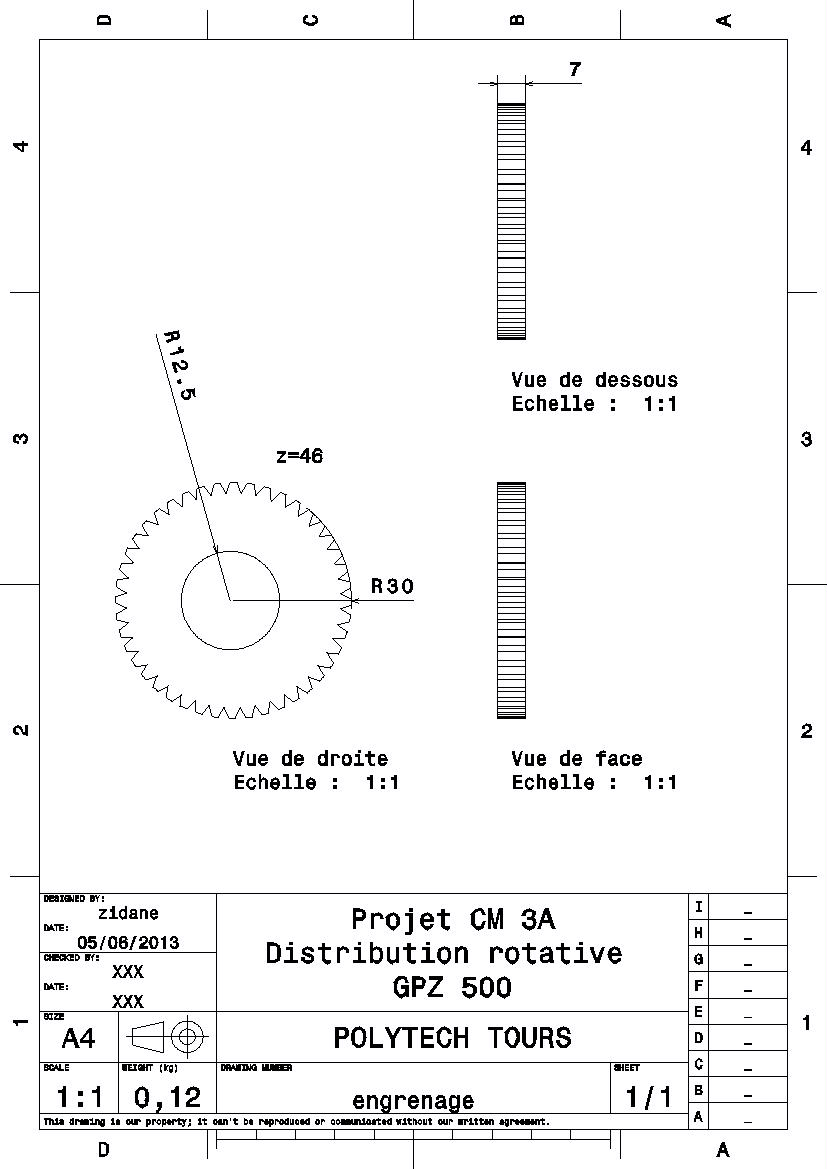 D C B A
7
4 4
Vue de dessous
Echelle : 1:1
R12.5
3 3
z=46
R30
2 2
Vue de droite
Echelle : 1:1
Vue de face
Echelle : 1:1
DESIGNED BY:
zidane
DATE:
05/06/2013
CHECKED BY:
XXX
DATE:
XXX
Projet CM 3A
Distribution rotative
GPZ 500
I _
H _
G _
F _
E _
D _
C _
B _
A _
SIZE
A4
POLYTECH TOURS
1 1
SCALE
1:1
WEIGHT (kg)
0,12
DRAWING NUMBER
engrenage
SHEET
1/1
This drawing is our property; it can't be reproduced or communicated without our written agreement.
D A